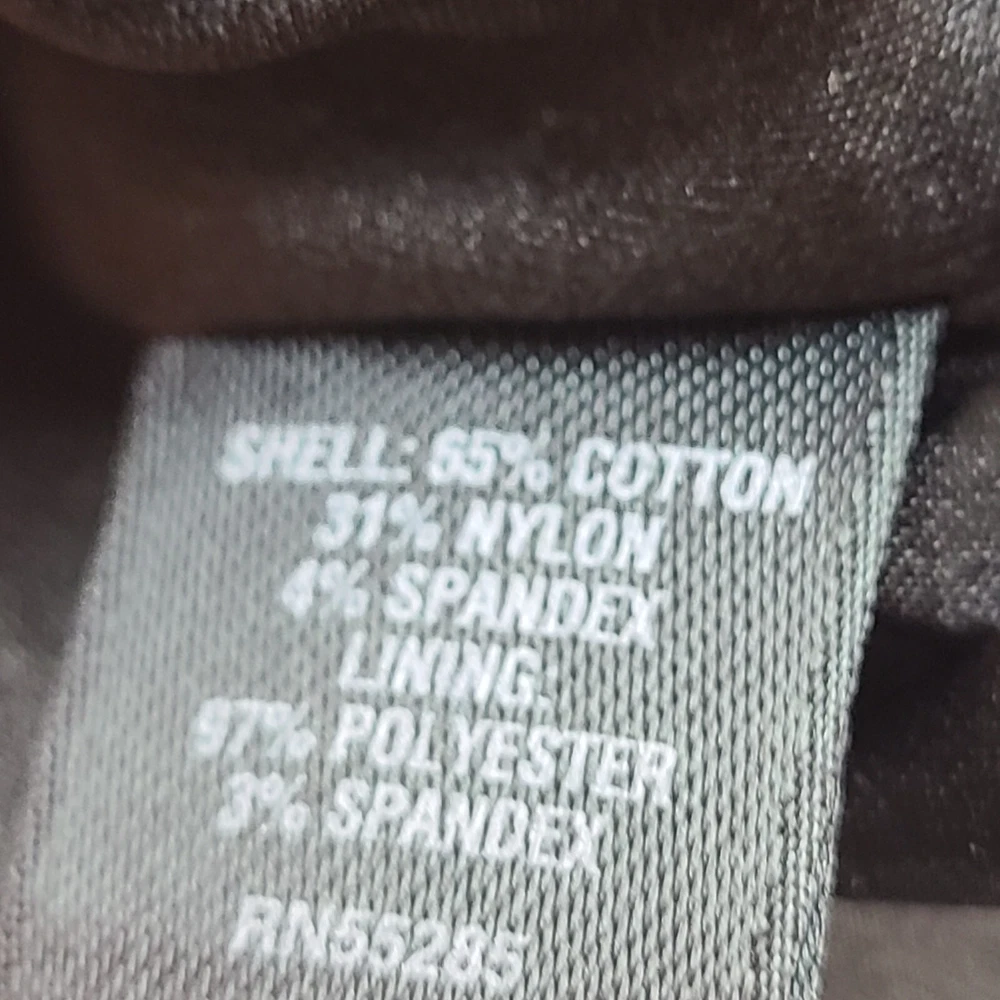 SHELL: 65% COTTON
31% NYLON
4% SPANDEX
LINING:
97% POLYESTER
3% SPANDEX
RN55285